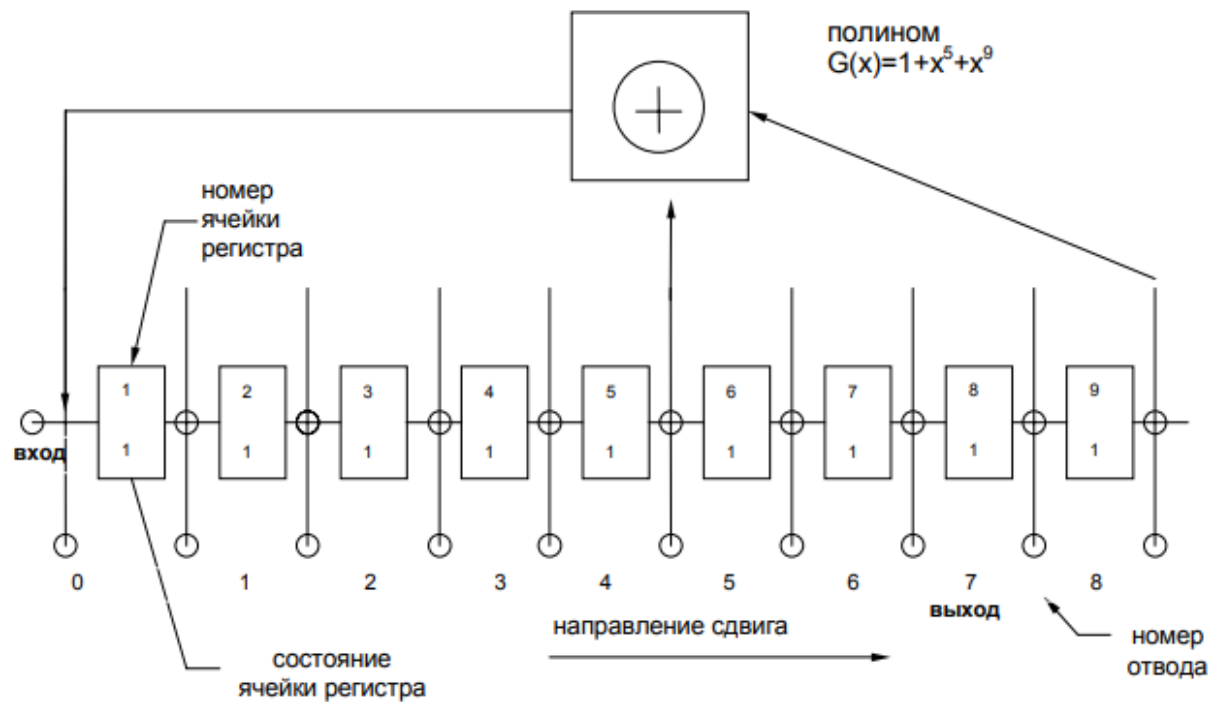 полином
G(x)=1+x⁵+x⁹
номер
ячейки
регистра
1 2 3 4 5 6 7 8 9
вход
1 1 1 1 1 1 1 1 1
0 1 2 3 4 5 6 7 8
выход
направление сдвига
номер
отвода
состояние
ячейки регистра